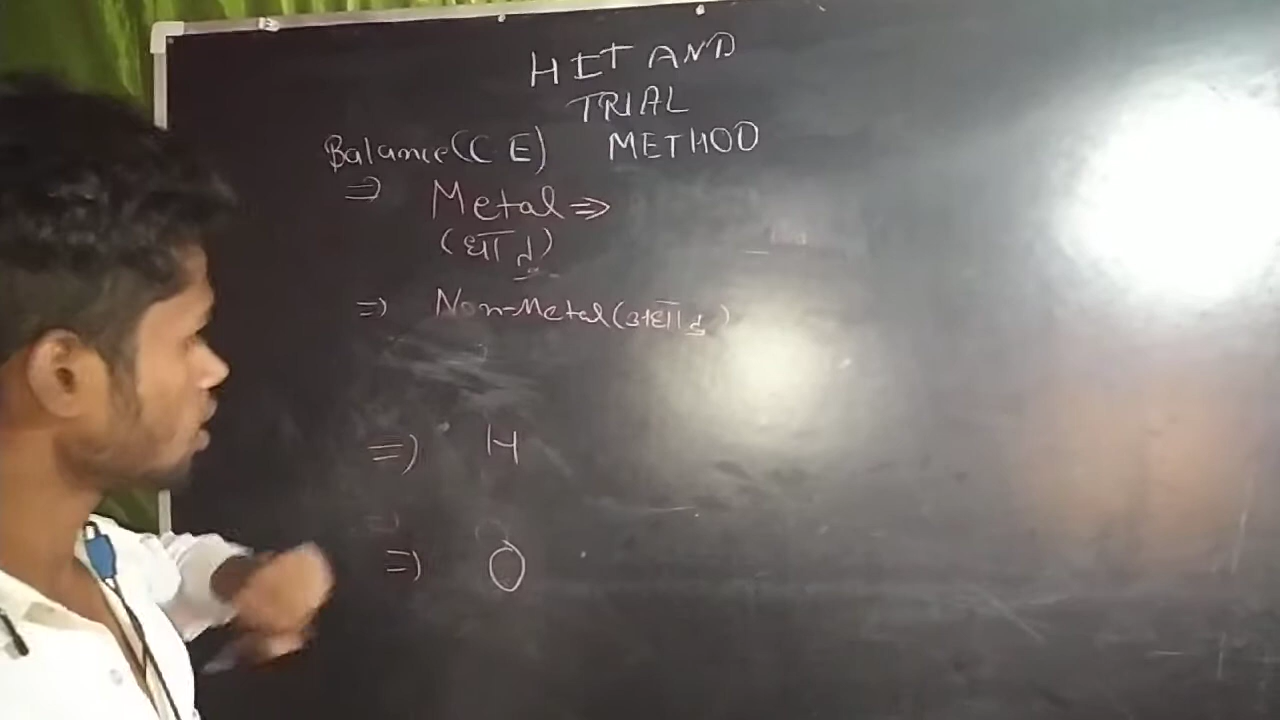 HIT AND
TRIAL
METHOD
Balance(C E)
⇒ Metal ⇒
(धातु)
⇒ Non-Metal(अधातु)
⇒ H
⇒ O